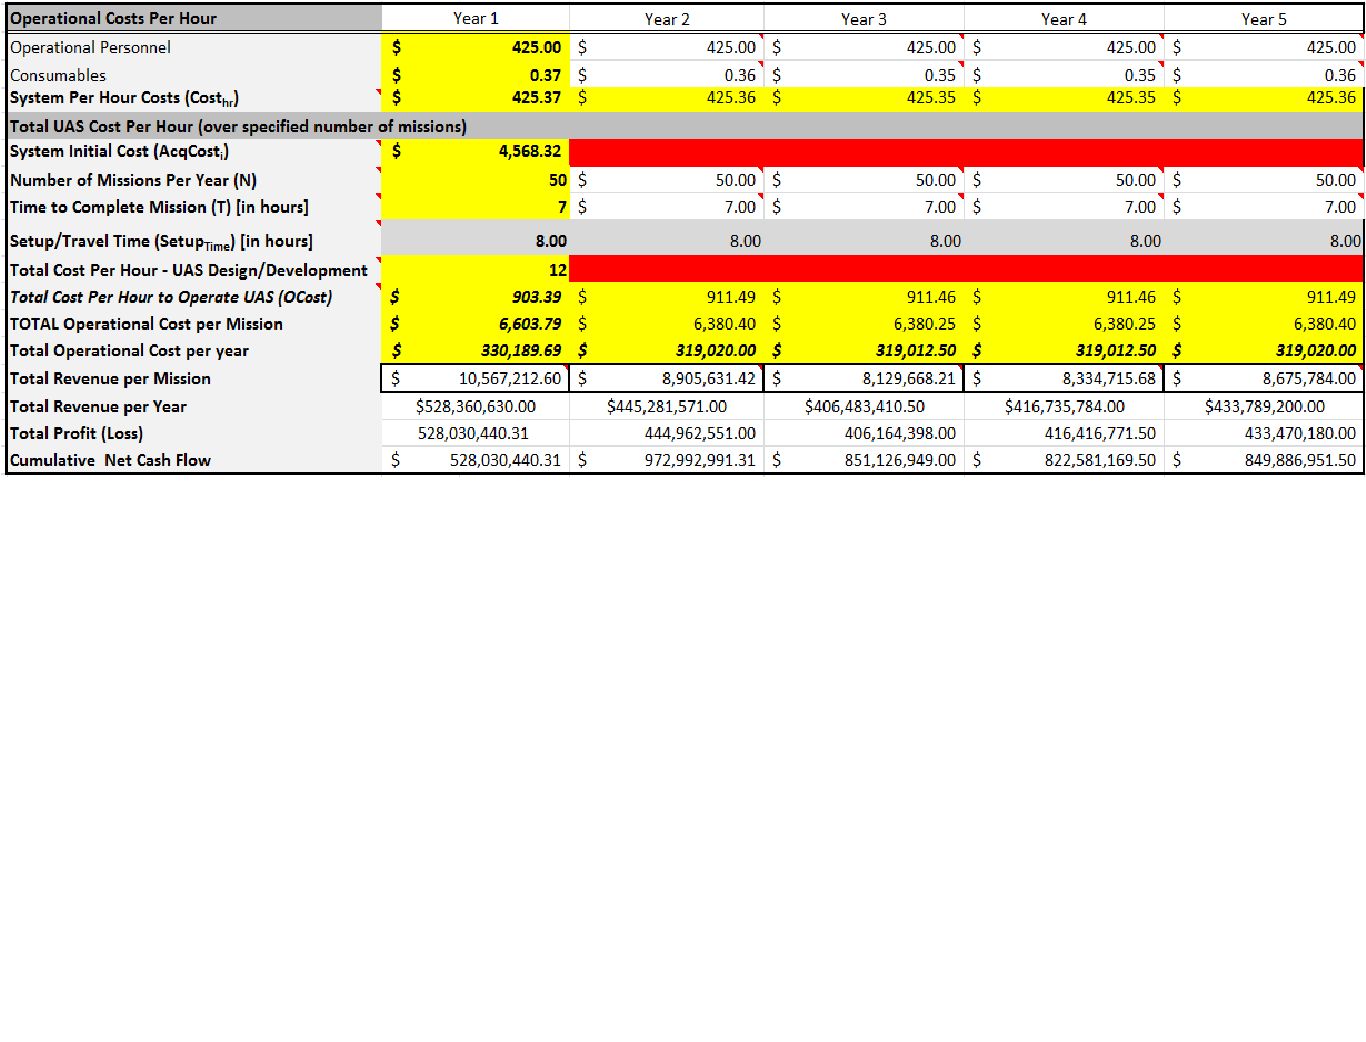 Operational Costs Per Hour Year 1 Year 2 Year 3 Year 4 Year 5
Operational Personnel $ 425.00 $ 425.00 $ 425.00 $ 425.00 $ 425.00
Consumables $ 0.37 $ 0.36 $ 0.35 $ 0.35 $ 0.36
System Per Hour Costs (Costhr) $ 425.37 $ 425.36 $ 425.35 $ 425.35 $ 425.36
Total UAS Cost Per Hour (over specified number of missions)
System Initial Cost (AcqCosti) $ 4,568.32
Number of Missions Per Year (N) 50 $ 50.00 $ 50.00 $ 50.00 $ 50.00
Time to Complete Mission (T) [in hours] 7 $ 7.00 $ 7.00 $ 7.00 $ 7.00
Setup/Travel Time (SetupTime) [in hours] 8.00 8.00 8.00 8.00 8.00
Total Cost Per Hour - UAS Design/Development 12
Total Cost Per Hour to Operate UAS (OCost) $ 903.39 $ 911.49 $ 911.46 $ 911.46 $ 911.49
TOTAL Operational Cost per Mission $ 6,603.79 $ 6,380.40 $ 6,380.25 $ 6,380.25 $ 6,380.40
Total Operational Cost per year $ 330,189.69 $ 319,020.00 $ 319,012.50 $ 319,012.50 $ 319,020.00
Total Revenue per Mission $ 10,567,212.60 $ 8,905,631.42 $ 8,129,668.21 $ 8,334,715.68 $ 8,675,784.00
Total Revenue per Year $528,360,630.00 $445,281,571.00 $406,483,410.50 $416,735,784.00 $433,789,200.00
Total Profit (Loss) 528,030,440.31 444,962,551.00 406,164,398.00 416,416,771.50 433,470,180.00
Cumulative Net Cash Flow $ 528,030,440.31 $ 972,992,991.31 $ 851,126,949.00 $ 822,581,169.50 $ 849,886,951.50